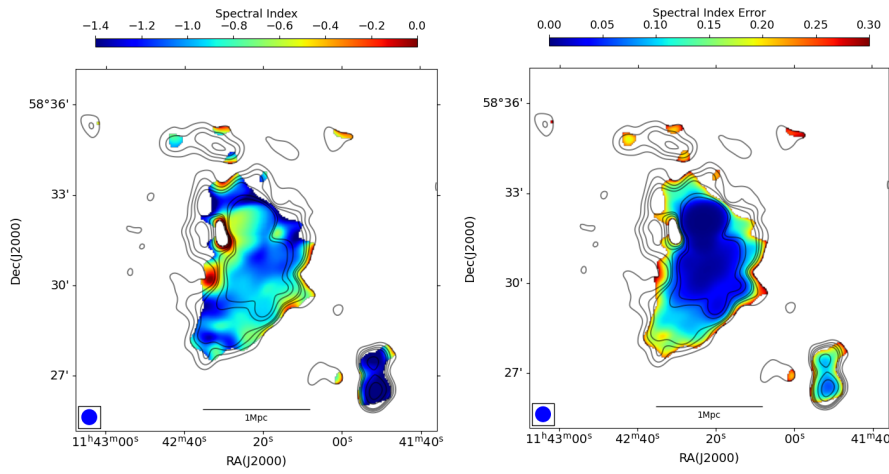 Spectral Index
−1.4 −1.2 −1.0 −0.8 −0.6 −0.4 −0.2 0.0
58°36'
33'
30'
27'
Dec(J2000)
1Mpc
11ʰ43ᵐ00ˢ 42ᵐ40ˢ 20ˢ 00ˢ 41ᵐ40ˢ
RA(J2000)
Spectral Index Error
0.00 0.05 0.10 0.15 0.20 0.25 0.30
58°36'
33'
30'
27'
Dec(J2000)
1Mpc
11ʰ43ᵐ00ˢ 42ᵐ40ˢ 20ˢ 00ˢ 41ᵐ40ˢ
RA(J2000)